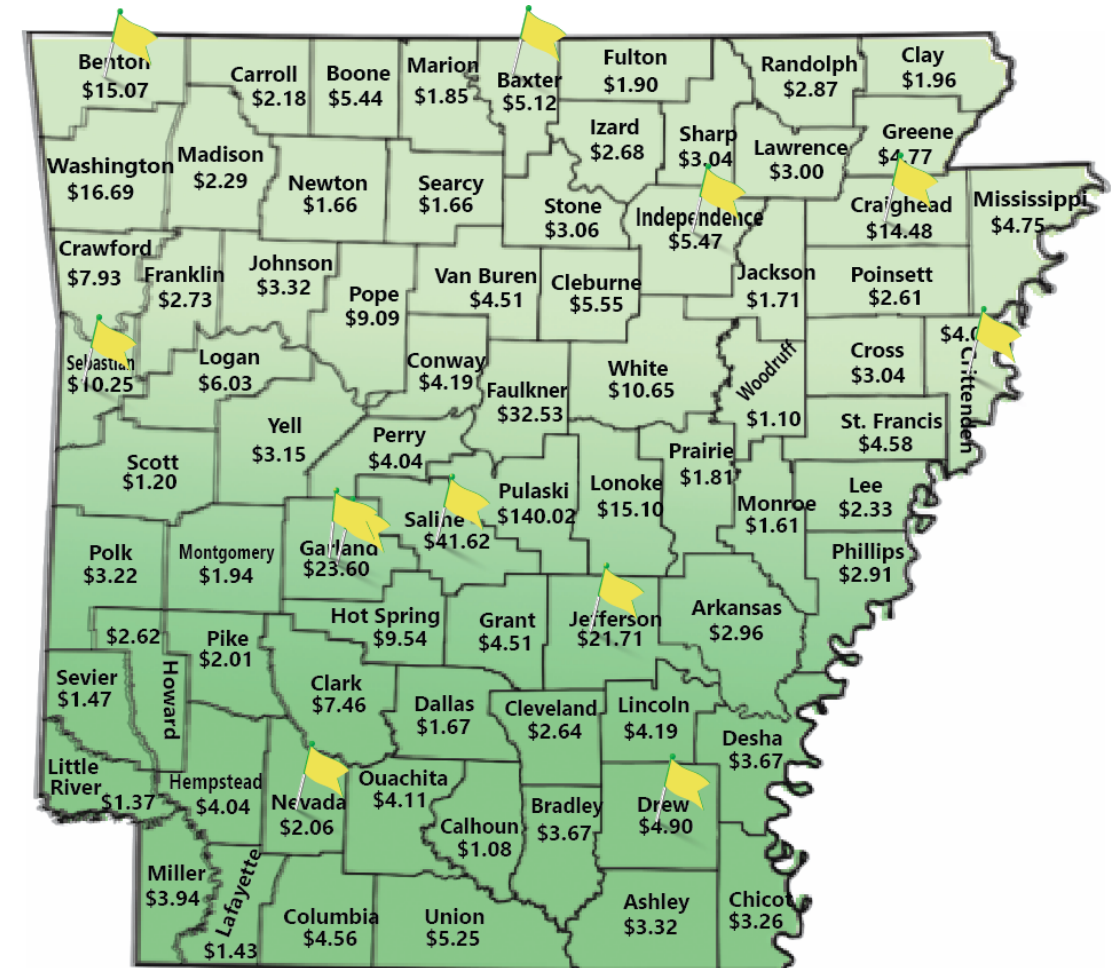 Benton
$15.07
Carroll
$2.18
Boone
$5.44
Marion
$1.85
Baxter
$5.12
Fulton
$1.90
Randolph
$2.87
Clay
$1.96
Washington
$16.69
Madison
$2.29
Newton
$1.66
Searcy
$1.66
Izard
$2.68
Sharp
$3.04
Lawrence
$3.00
Greene
$4.77
Stone
$3.06
Independence
$5.47
Craighead
$14.48
Mississippi
$4.75
Crawford
$7.93
Franklin
$2.73
Johnson
$3.32
Pope
$9.09
Van Buren
$4.51
Cleburne
$5.55
Jackson
$1.71
Poinsett
$2.61
Sebastian
$10.25
Logan
$6.03
Conway
$4.19
Faulkner
$32.53
White
$10.65
Woodruff
$1.10
Cross
$3.04
Crittenden
Yell
$3.15
Perry
$4.04
St. Francis
$4.58
Scott
$1.20
Pulaski
$140.02
Lonoke
$15.10
Prairie
$1.81
Monroe
$1.61
Lee
$2.33
Polk
$3.22
Montgomery
$1.94
Garland
$23.60
Saline
$41.62
Phillips
$2.91
Howard
$2.62
Pike
$2.01
Hot Spring
$9.54
Grant
$4.51
Jefferson
$21.71
Arkansas
$2.96
Sevier
$1.47
Clark
$7.46
Dallas
$1.67
Cleveland
$2.64
Lincoln
$4.19
Desha
$3.67
Little
River
$1.37
Hempstead
$4.04
Nevada
$2.06
Ouachita
$4.11
Calhoun
$1.08
Bradley
$3.67
Drew
$4.90
Miller
$3.94
Lafayette
$1.43
Columbia
$4.56
Union
$5.25
Ashley
$3.32
Chicot
$3.26